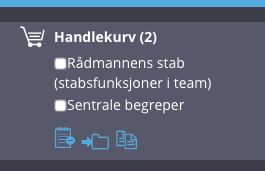 Handlekurv (2)
Rådmannens stab
(stabsfunksjoner i team)
Sentrale begreper